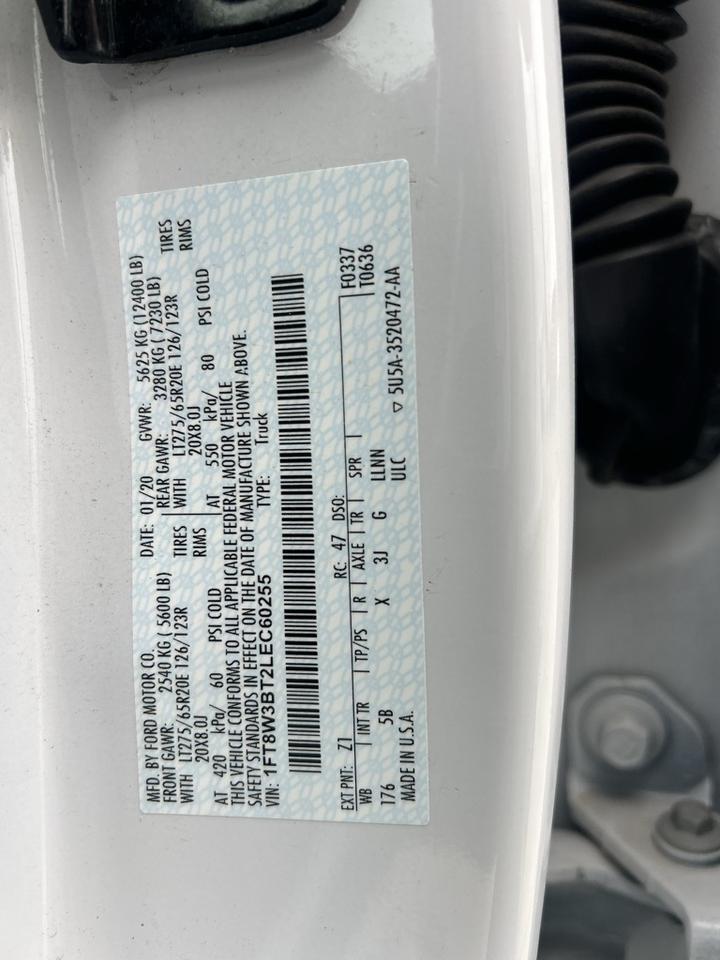 MFD. BY FORD MOTOR CO.
DATE: 01/20 GVWR: 5625 KG (12400 LB)
FRONT GAWR: 2540 KG ( 5600 LB)
REAR GAWR: 3280 KG ( 7230 LB)
WITH LT275/65R20E 126/123R TIRES
WITH LT275/65R20E 126/123R TIRES
20X8.0J RIMS
20X8.0J RIMS
AT 420 kPa/ 60 PSI COLD
AT 550 kPa/ 80 PSI COLD
THIS VEHICLE CONFORMS TO ALL APPLICABLE FEDERAL MOTOR VEHICLE
SAFETY STANDARDS IN EFFECT ON THE DATE OF MANUFACTURE SHOWN ABOVE.
VIN: 1FT8W3BT2LEC60255 TYPE: Truck
F0337
EXT PNT: Z1 RC: 47 DSO: T0636
WB INT TR TP/PS R AXLE TR SPR
176 5B X 3J G LLNN
MADE IN U.S.A. ULC
▽ 5U5A-3520472-AA